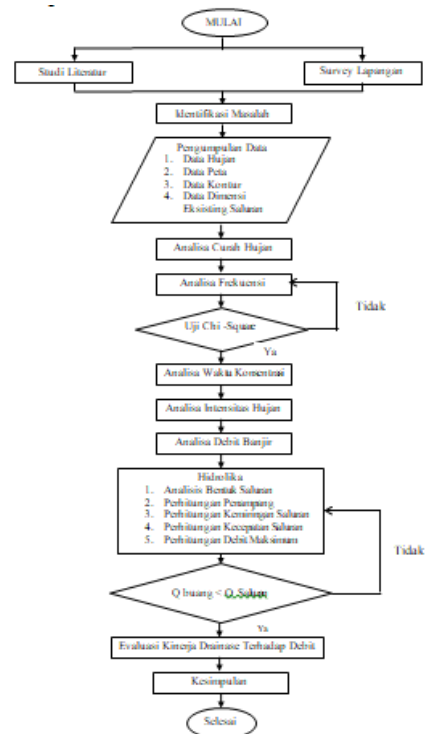 MULAI
Studi Literatur
Survey Lapangan
Identifikasi Masalah
Pengumpulan Data
1. Data Hujan
2. Data Peta
3. Data Kontur
4. Data Dimensi
Eksisting Saluran
Analisa Curah Hujan
Analisa Frekuensi
Tidak
Uji Chi -Square
Ya
Analisa Waktu Konsentrasi
Analisa Intensitas Hujan
Analisa Debit Banjir
Hidrolika
1. Analisis Bentuk Saluran
2. Perhitungan Penampang
3. Perhitungan Kemiringan Saluran
4. Perhitungan Kecepatan Saluran
5. Perhitungan Debit Maksimum
Tidak
Q buang < Q Saluran
Ya
Evaluasi Kinerja Drainase Terhadap Debit
Kesimpulan
Selesai